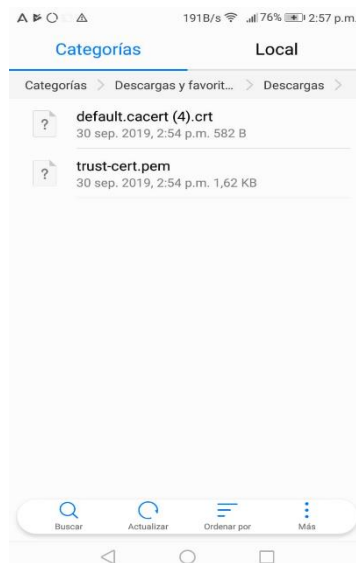 191B/s 76% 2:57 p.m.
Categorías Local
Categorías > Descargas y favorit... > Descargas >
? default.cacert (4).crt
30 sep. 2019, 2:54 p.m. 582 B
? trust-cert.pem
30 sep. 2019, 2:54 p.m. 1,62 KB
Buscar Actualizar Ordenar por Más